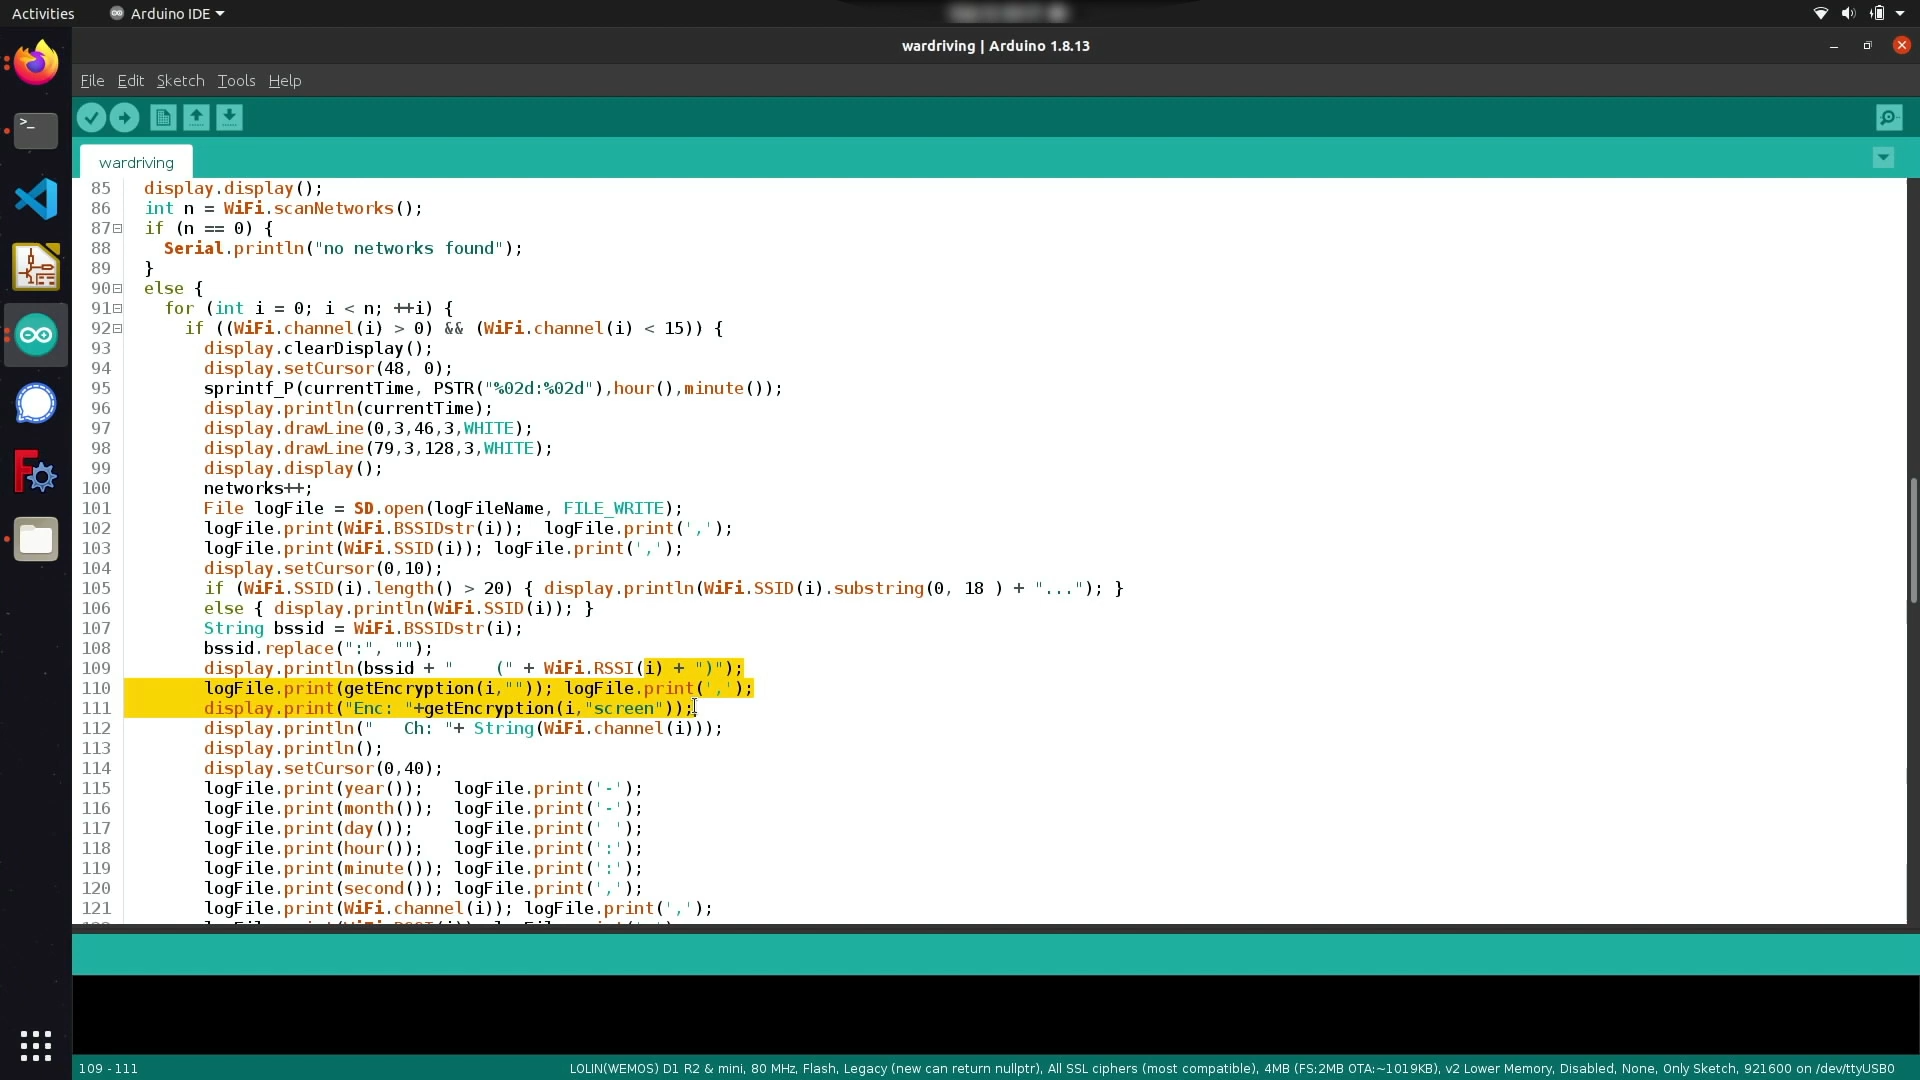 Activities Arduino IDE
wardriving | Arduino 1.8.13
File Edit Sketch Tools Help
wardriving
85 display.display();
86 int n = WiFi.scanNetworks();
87 if (n == 0) {
88 Serial.println("no networks found");
89 }
90 else {
91 for (int i = 0; i < n; ++i) {
92 if ((WiFi.channel(i) > 0) && (WiFi.channel(i) < 15)) {
93 display.clearDisplay();
94 display.setCursor(48, 0);
95 sprintf_P(currentTime, PSTR("%02d:%02d"),hour(),minute());
96 display.println(currentTime);
97 display.drawLine(0,3,46,3,WHITE);
98 display.drawLine(79,3,128,3,WHITE);
99 display.display();
100 networks++;
101 File logFile = SD.open(logFileName, FILE_WRITE);
102 logFile.print(WiFi.BSSIDstr(i));  logFile.print(',');
103 logFile.print(WiFi.SSID(i)); logFile.print(',');
104 display.setCursor(0,10);
105 if (WiFi.SSID(i).length() > 20) { display.println(WiFi.SSID(i).substring(0, 18 ) + "..."); }
106 else { display.println(WiFi.SSID(i)); }
107 String bssid = WiFi.BSSIDstr(i);
108 bssid.replace(":", "");
109 display.println(bssid + "    (" + WiFi.RSSI(i) + ")");
110 logFile.print(getEncryption(i,"")); logFile.print(',');
111 display.print("Enc: "+getEncryption(i,"screen"));
112 display.println("   Ch: "+ String(WiFi.channel(i)));
113 display.println();
114 display.setCursor(0,40);
115 logFile.print(year());   logFile.print('-');
116 logFile.print(month());  logFile.print('-');
117 logFile.print(day());    logFile.print(' ');
118 logFile.print(hour());   logFile.print(':');
119 logFile.print(minute()); logFile.print(':');
120 logFile.print(second()); logFile.print(',');
121 logFile.print(WiFi.channel(i)); logFile.print(',');
109 - 111 LOLIN(WEMOS) D1 R2 & mini, 80 MHz, Flash, Legacy (new can return nullptr), All SSL ciphers (most compatible), 4MB (FS:2MB OTA:~1019KB), v2 Lower Memory, Disabled, None, Only Sketch, 921600 on /dev/ttyUSB0